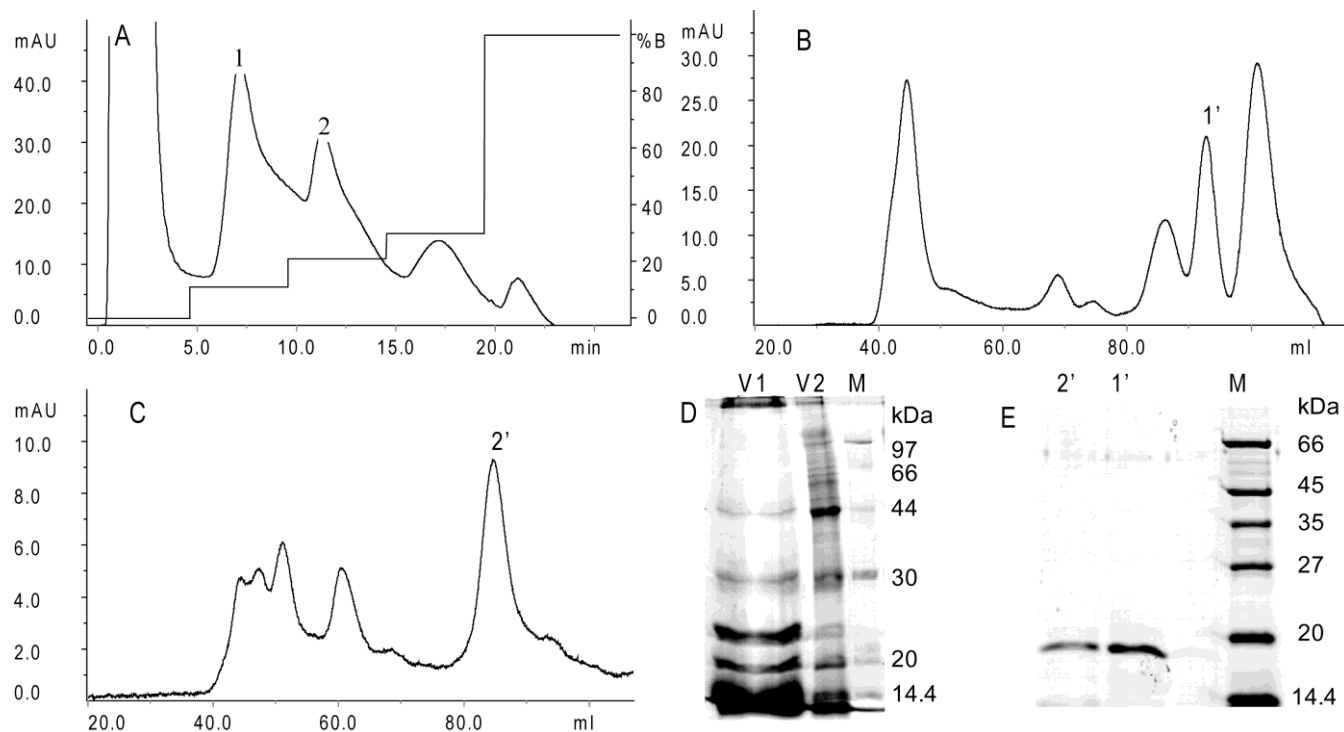 A
mAU
40.0
30.0
20.0
10.0
0.0
1
2
%B
80
60
40
20
0
0.0 5.0 10.0 15.0 20.0 min
B
mAU
30.0
25.0
20.0
15.0
10.0
5.0
0.0
1’
20.0 40.0 60.0 80.0 ml
C
mAU
10.0
8.0
6.0
4.0
2.0
0.0
2’
20.0 40.0 60.0 80.0 ml
D
V1 V2 M
kDa
97
66
44
30
20
14.4
E
2’ 1’ M
kDa
66
45
35
27
20
14.4